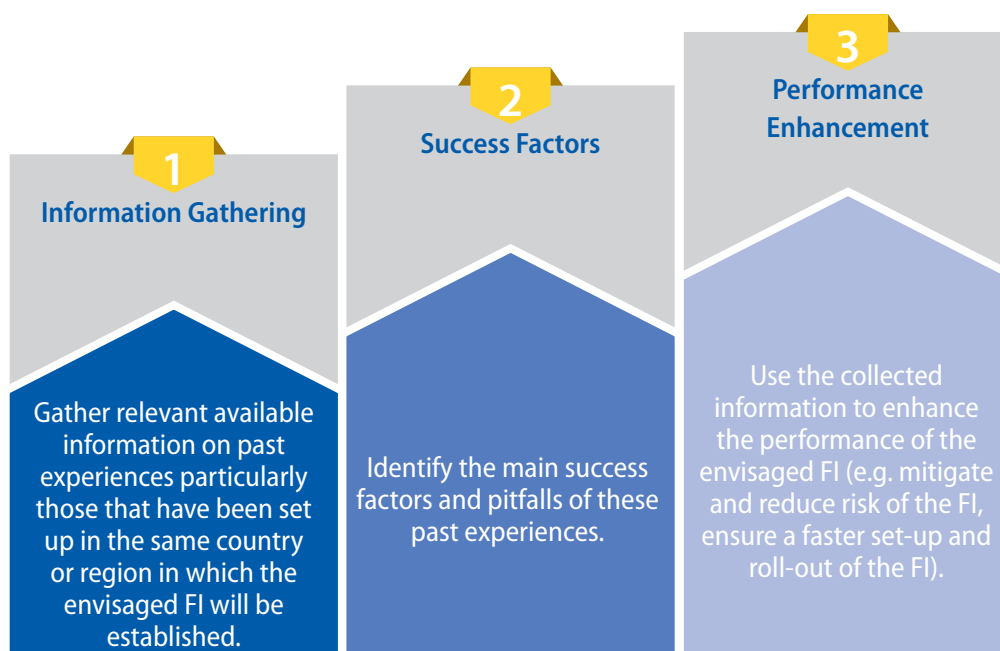 1
Information Gathering
Gather relevant available
information on past
experiences particularly
those that have been set
up in the same country
or region in which the
envisaged FI will be
established.
2
Success Factors
Identify the main success
factors and pitfalls of these
past experiences.
3
Performance
Enhancement
Use the collected
information to enhance
the performance of the
envisaged FI (e.g. mitigate
and reduce risk of the FI,
ensure a faster set-up and
roll-out of the FI).